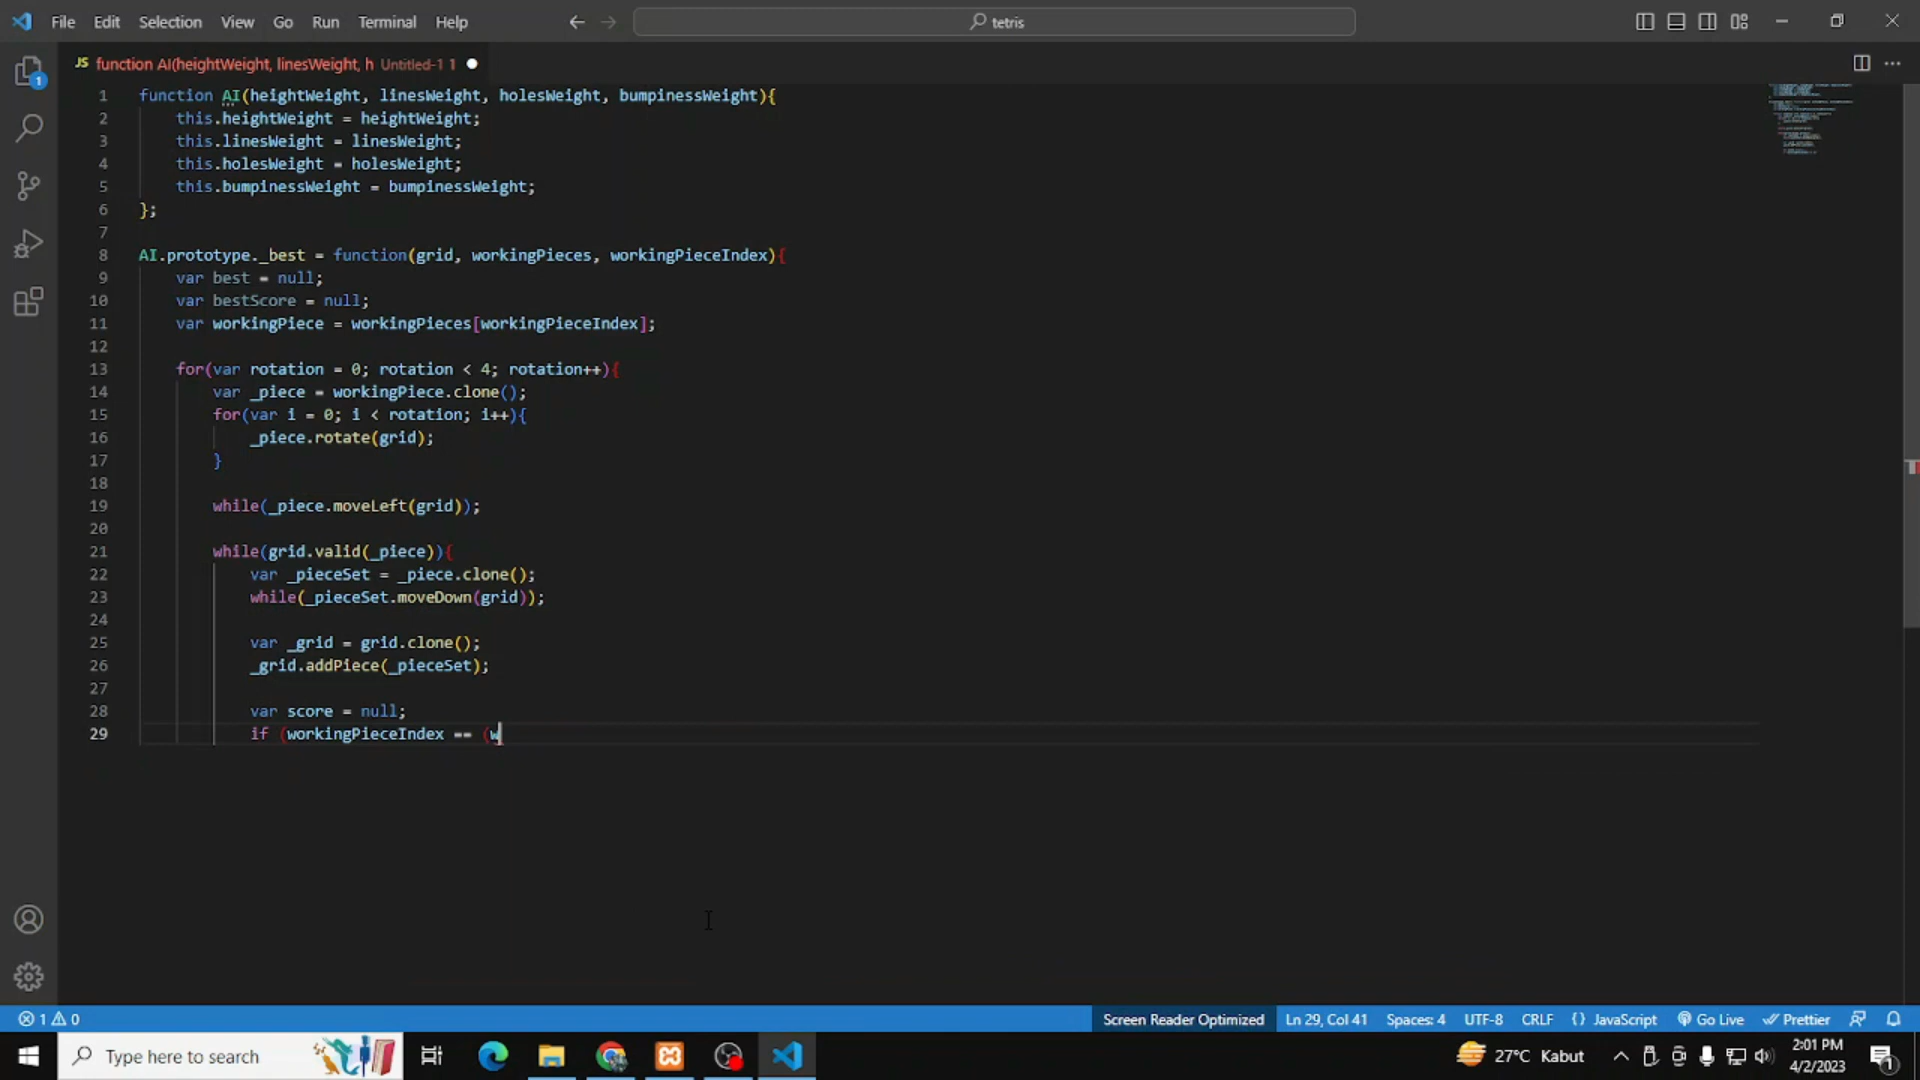 File Edit Selection View Go Run Terminal Help
tetris
JS function AI(heightWeight, linesWeight, h Untitled-1 1
1 function AI(heightWeight, linesWeight, holesWeight, bumpinessWeight){
2 this.heightWeight = heightWeight;
3 this.linesWeight = linesWeight;
4 this.holesWeight = holesWeight;
5 this.bumpinessWeight = bumpinessWeight;
6 };
7
8 AI.prototype._best = function(grid, workingPieces, workingPieceIndex){
9 var best = null;
10 var bestScore = null;
11 var workingPiece = workingPieces[workingPieceIndex];
12
13 for(var rotation = 0; rotation < 4; rotation++){
14 var _piece = workingPiece.clone();
15 for(var i = 0; i < rotation; i++){
16 _piece.rotate(grid);
17 }
18
19 while(_piece.moveLeft(grid));
20
21 while(grid.valid(_piece)){
22 var _pieceSet = _piece.clone();
23 while(_pieceSet.moveDown(grid));
24
25 var _grid = grid.clone();
26 _grid.addPiece(_pieceSet);
27
28 var score = null;
29 if (workingPieceIndex == (w
1 0 Screen Reader Optimized Ln 29, Col 41 Spaces: 4 UTF-8 CRLF {} JavaScript Go Live Prettier
Type here to search 27°C Kabut 2:01 PM
4/2/2023 1